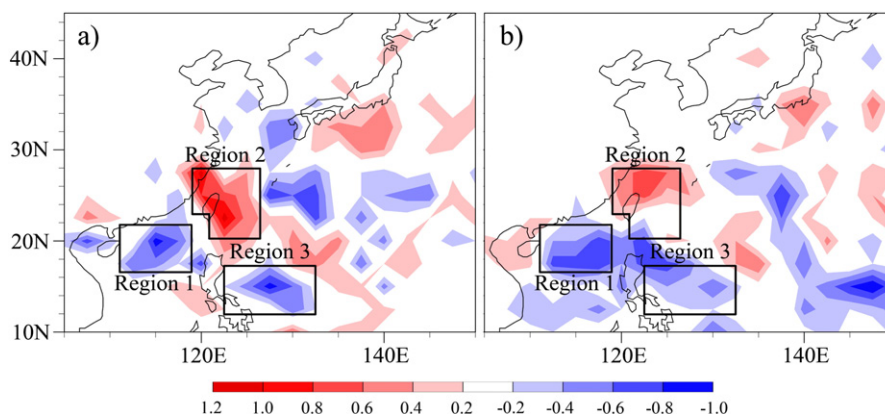 a)
b)
40N
30N
20N
10N
Region 2
Region 3
Region 1
Region 2
Region 3
Region 1
120E 140E 120E 140E
1.2 1.0 0.8 0.6 0.4 0.2 -0.2 -0.4 -0.6 -0.8 -1.0